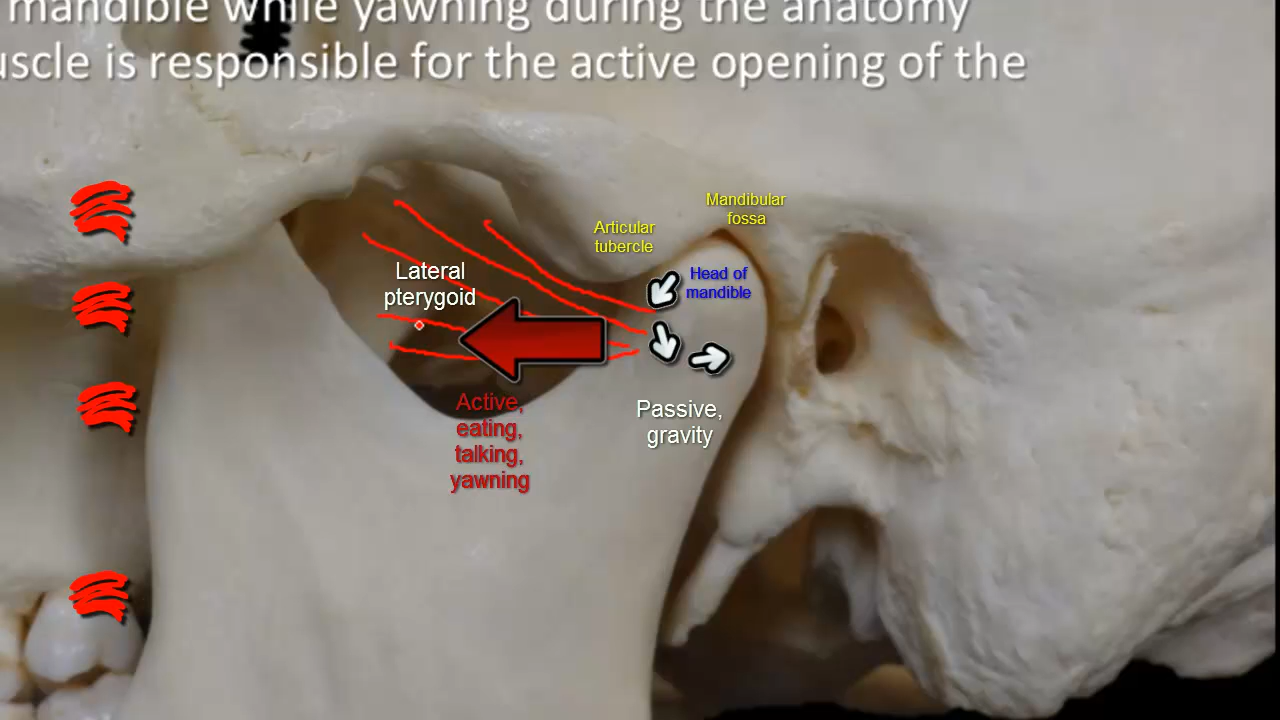 mandible while yawning during the anatomy
uscle is responsible for the active opening of the
Mandibular
fossa
Articular
tubercle
Lateral
pterygoid
Head of
mandible
Active,
eating,
talking,
yawning
Passive,
gravity